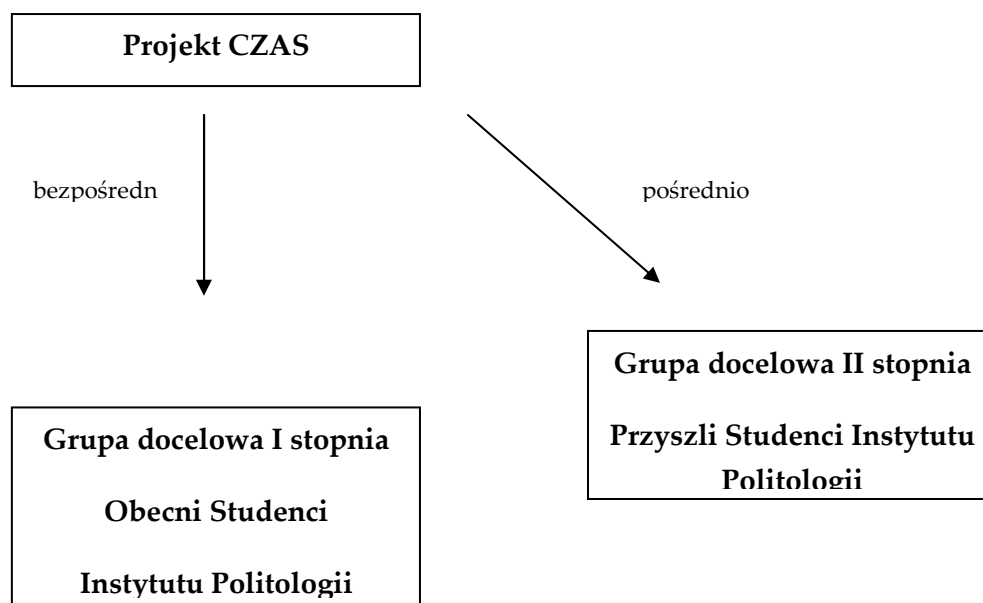 Projekt CZAS
bezpośredn
pośrednio
Grupa docelowa II stopnia
Przyszli Studenci Instytutu
Politologii
Grupa docelowa I stopnia
Obecni Studenci
Instytutu Politologii